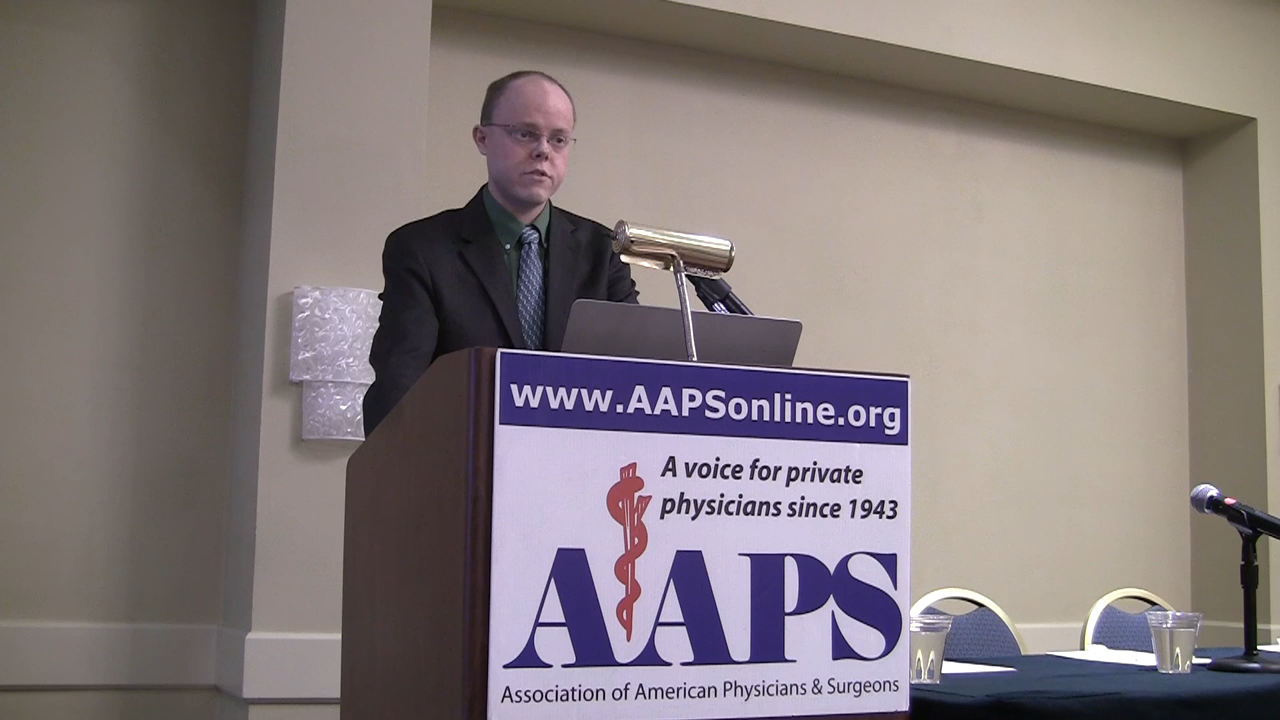 www.AAPSonline.org
A voice for private
physicians since 1943
AAPS
Association of American Physicians & Surgeons